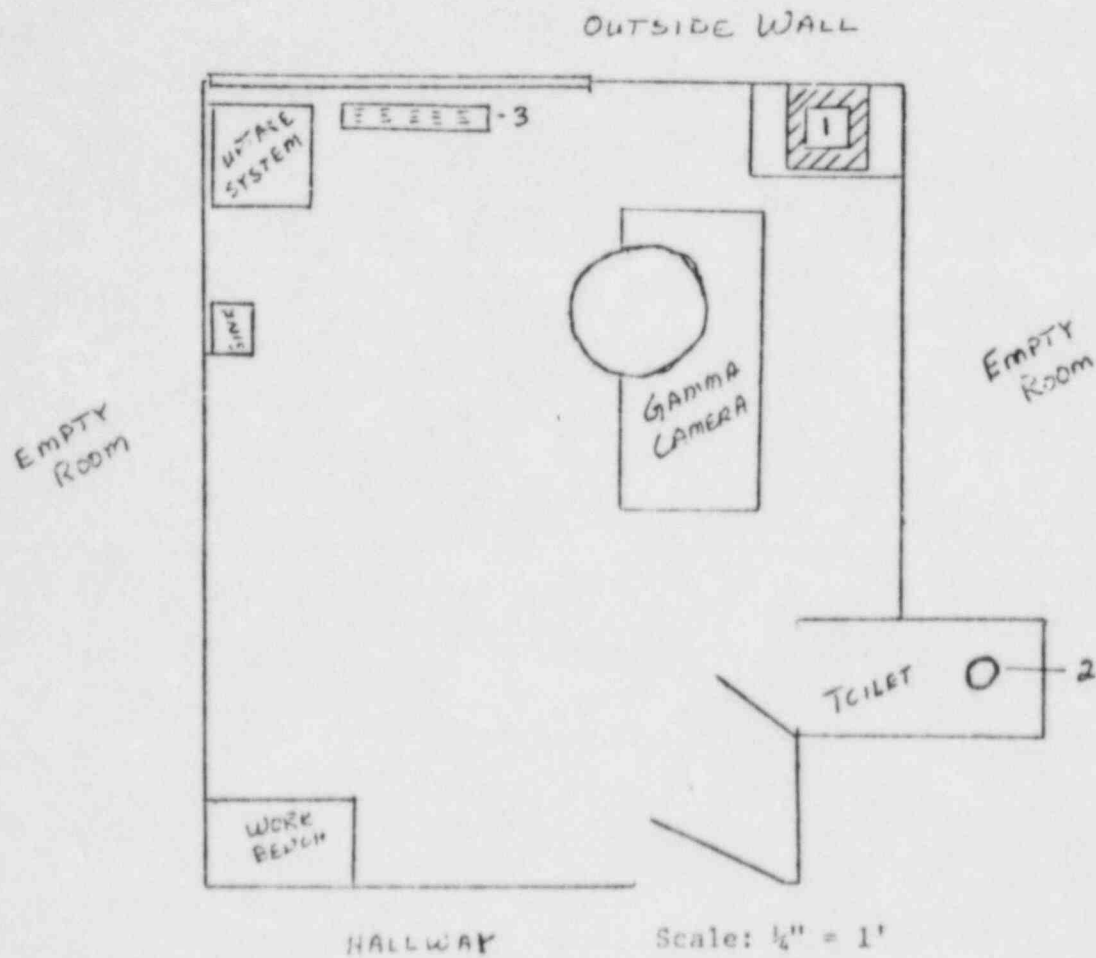 OUTSIDE WALL
UPTAKE
SYSTEM
- 3
1
SINK
GAMMA
CAMERA
EMPTY
ROOM
EMPTY
ROOM
TOILET
2
WORK
BENCH
HALLWAY
Scale: ¼" = 1'